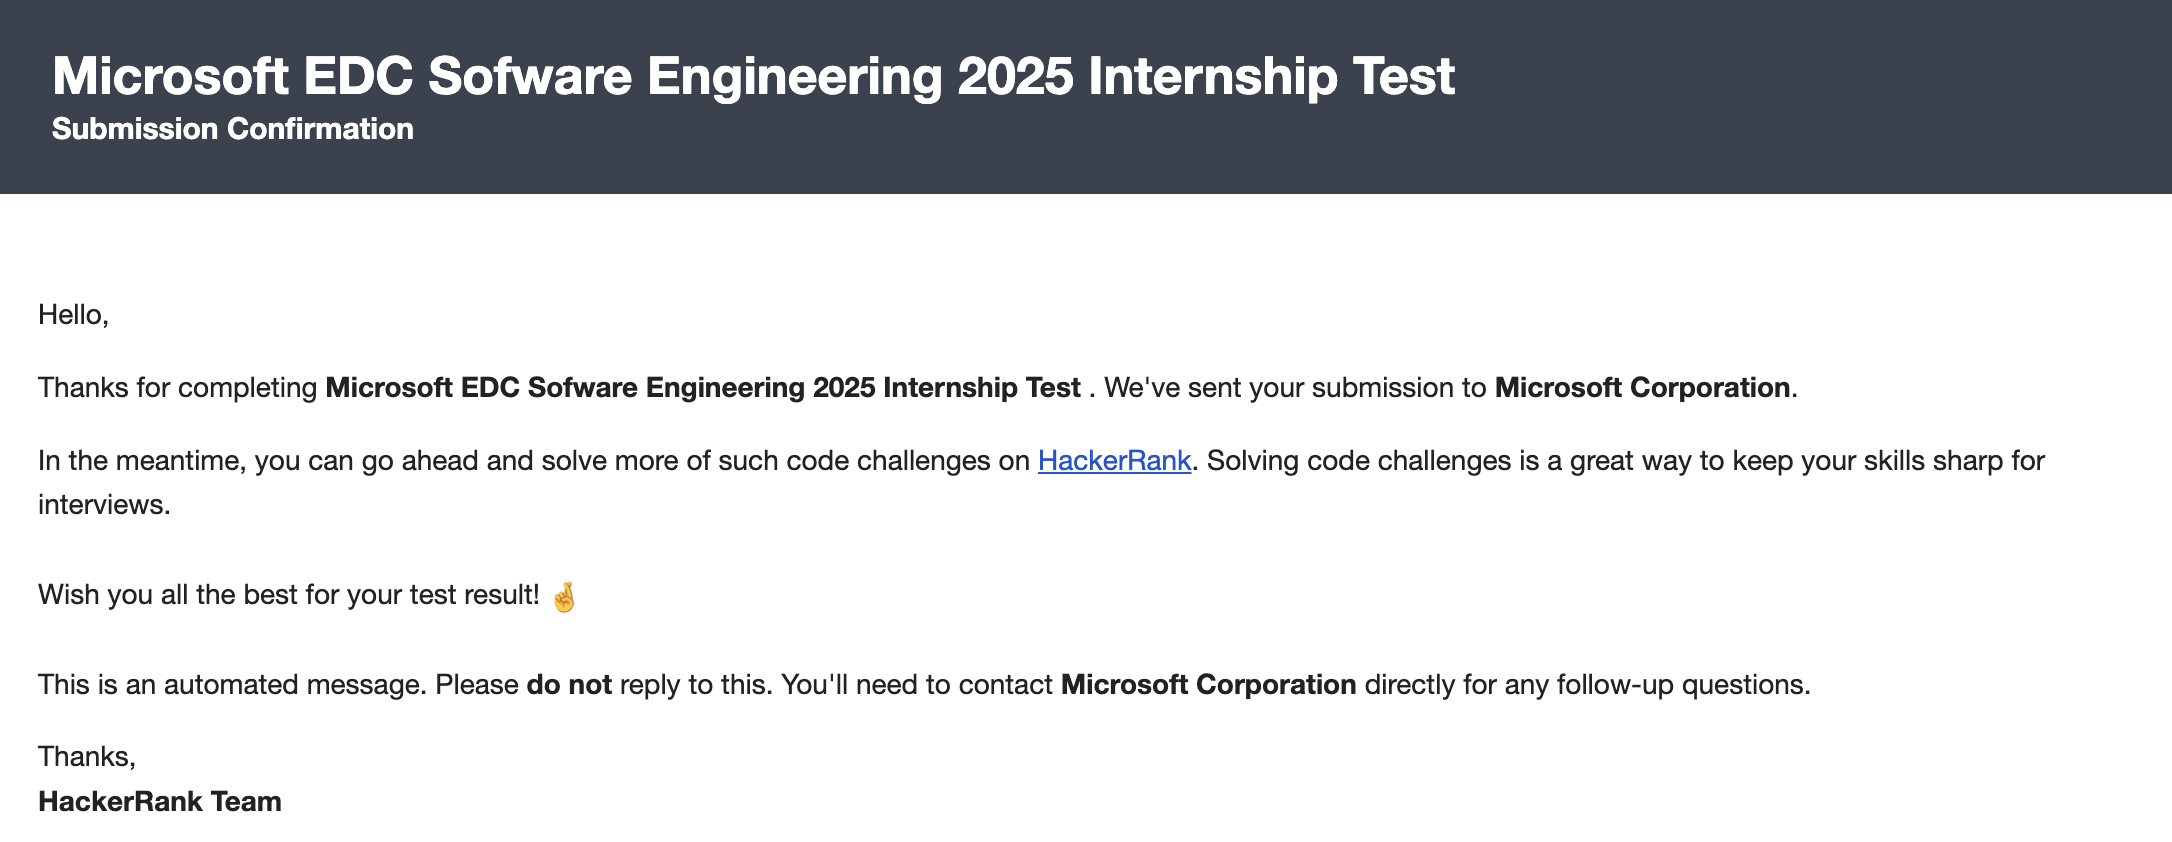 Microsoft EDC Sofware Engineering 2025 Internship Test
Submission Confirmation
Hello,
Thanks for completing Microsoft EDC Sofware Engineering 2025 Internship Test . We've sent your submission to Microsoft Corporation.
In the meantime, you can go ahead and solve more of such code challenges on HackerRank. Solving code challenges is a great way to keep your skills sharp for
interviews.
Wish you all the best for your test result! 🤞
This is an automated message. Please do not reply to this. You'll need to contact Microsoft Corporation directly for any follow-up questions.
Thanks,
HackerRank Team